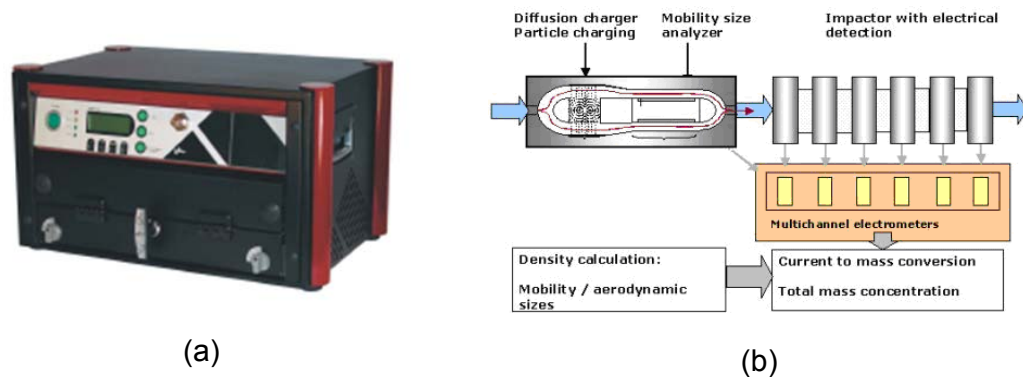 Diffusion charger
Particle charging
Mobility size
analyzer
Impactor with electrical
detection
Multichannel electrometers
Density calculation:
Mobility / aerodynamic
sizes
Current to mass conversion
Total mass concentration
(a)
(b)